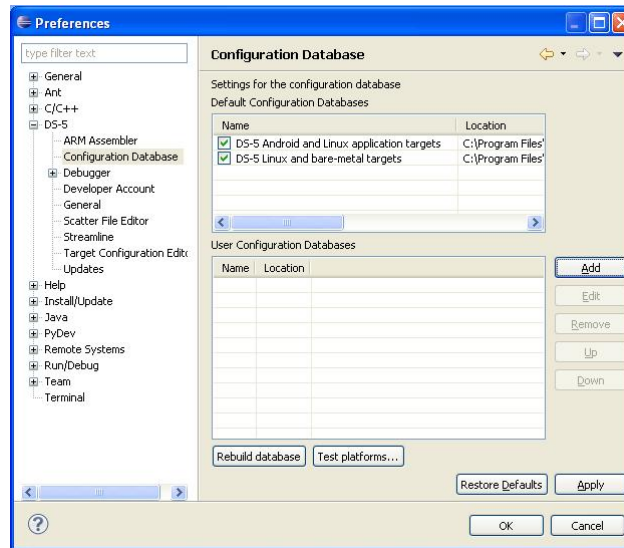 Preferences
type filter text
General
Ant
C/C++
DS-5
ARM Assembler
Configuration Database
Debugger
Developer Account
General
Scatter File Editor
Streamline
Target Configuration Edit
Updates
Help
Install/Update
Java
PyDev
Remote Systems
Run/Debug
Team
Terminal
Configuration Database
Settings for the configuration database
Default Configuration Databases
Name Location
DS-5 Android and Linux application targets C:\Program Files'
DS-5 Linux and bare-metal targets C:\Program Files'
User Configuration Databases
Name Location
Add
Edit
Remove
Up
Down
Rebuild database Test platforms...
Restore Defaults Apply
? OK Cancel